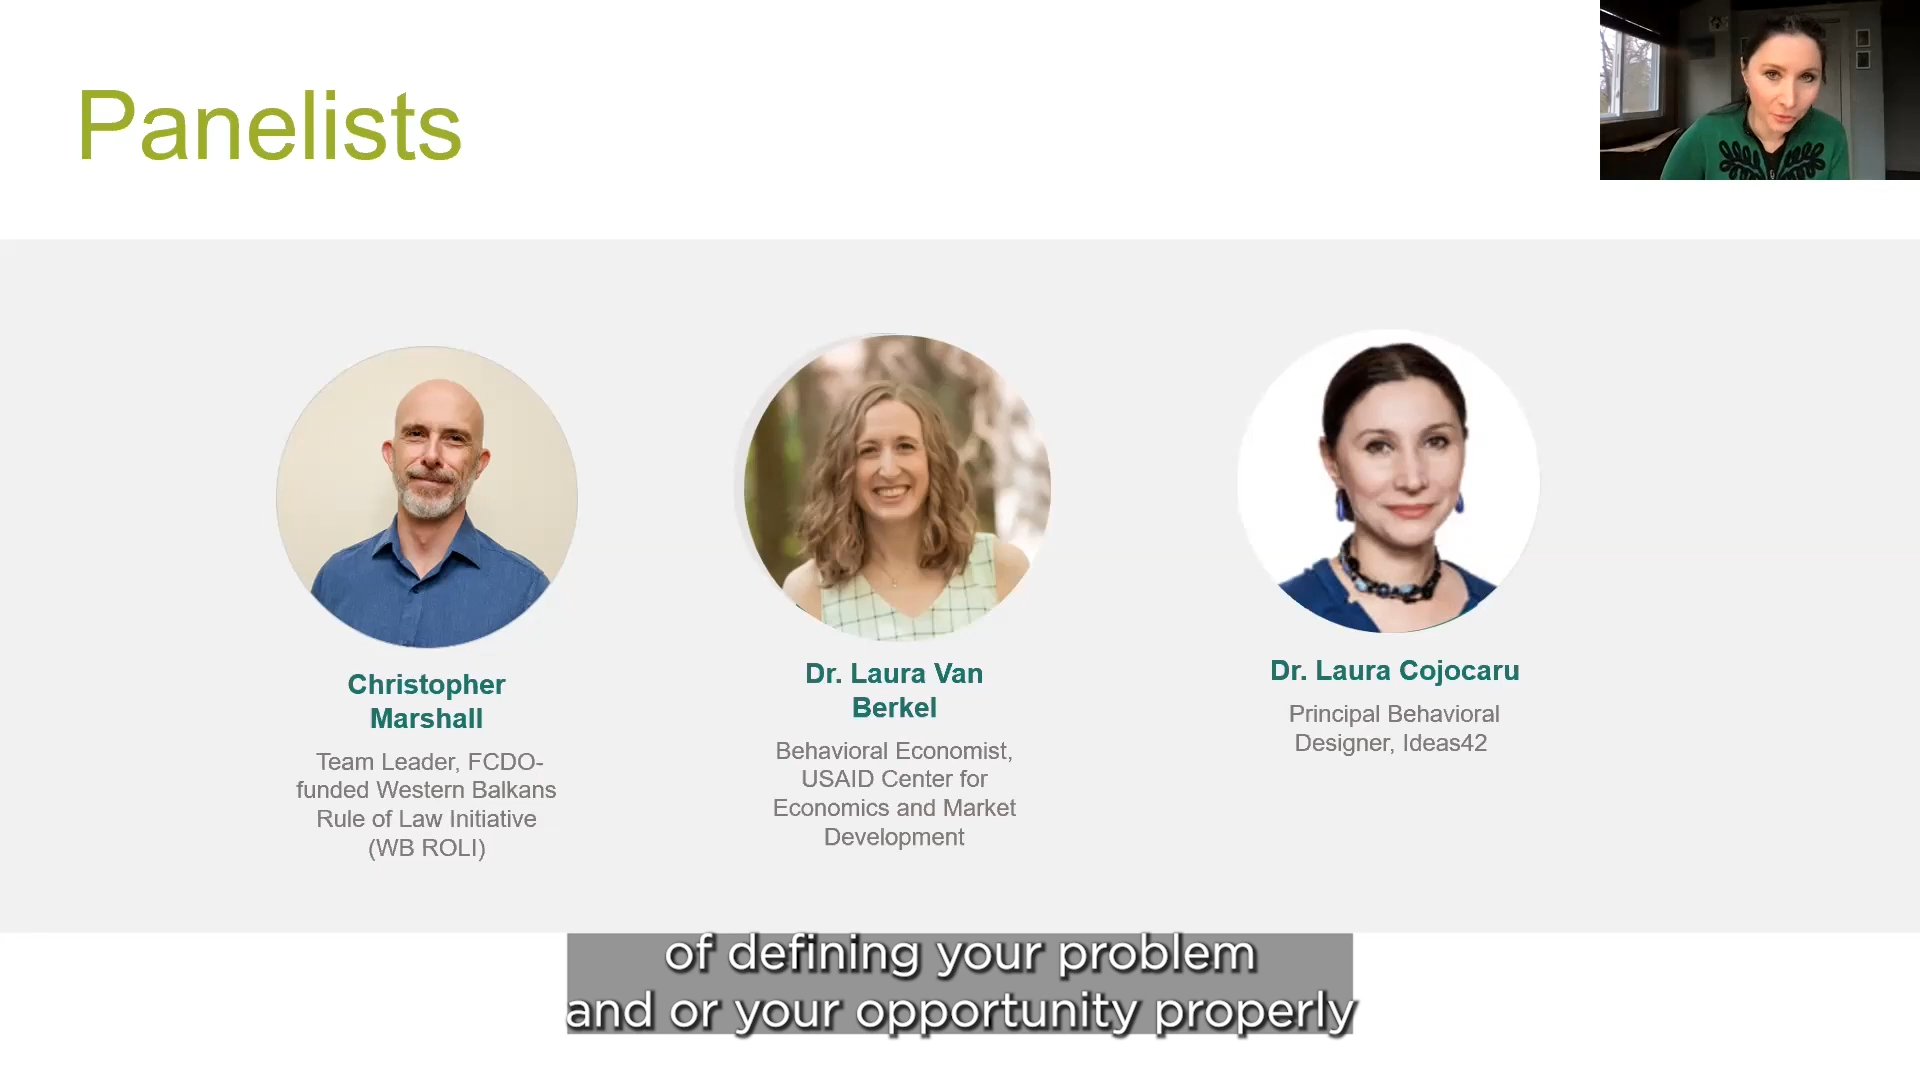 Panelists
Christopher
Marshall
Team Leader, FCDO-
funded Western Balkans
Rule of Law Initiative
(WB ROLI)
Dr. Laura Van
Berkel
Behavioral Economist,
USAID Center for
Economics and Market
Development
Dr. Laura Cojocaru
Principal Behavioral
Designer, Ideas42
of defining your problem
and or your opportunity properly